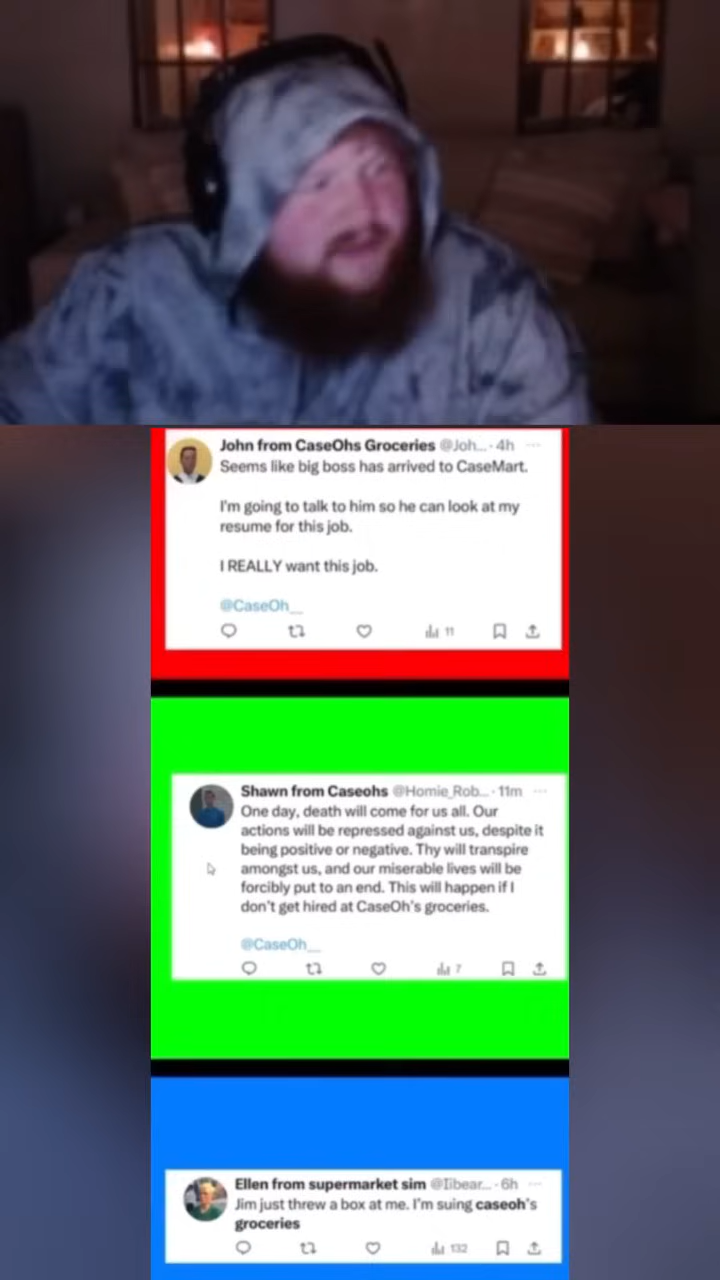 John from CaseOhs Groceries @Joh... · 4h ···
Seems like big boss has arrived to CaseMart.
I'm going to talk to him so he can look at my
resume for this job.
I REALLY want this job.
@CaseOh__
11
Shawn from Caseohs @Homie_Rob... · 11m ···
One day, death will come for us all. Our
actions will be repressed against us, despite it
being positive or negative. Thy will transpire
amongst us, and our miserable lives will be
forcibly put to an end. This will happen if I
don't get hired at CaseOh's groceries.
@CaseOh__
7
Ellen from supermarket sim @Iibear... · 6h ···
Jim just threw a box at me. I'm suing caseoh's
groceries
132